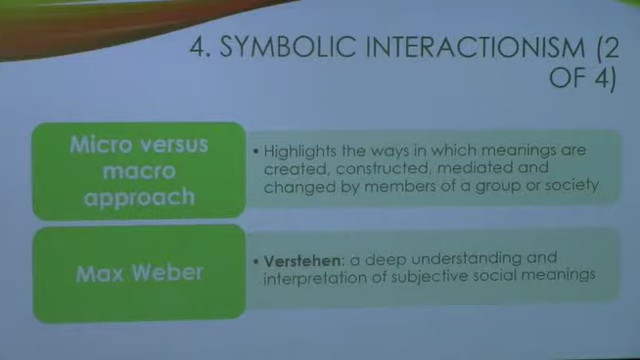 4. SYMBOLIC INTERACTIONISM (2
OF 4)
Micro versus
macro
approach
• Highlights the ways in which meanings are
created, constructed, mediated and
changed by members of a group or society
Max Weber
• Verstehen: a deep understanding and
interpretation of subjective social meanings